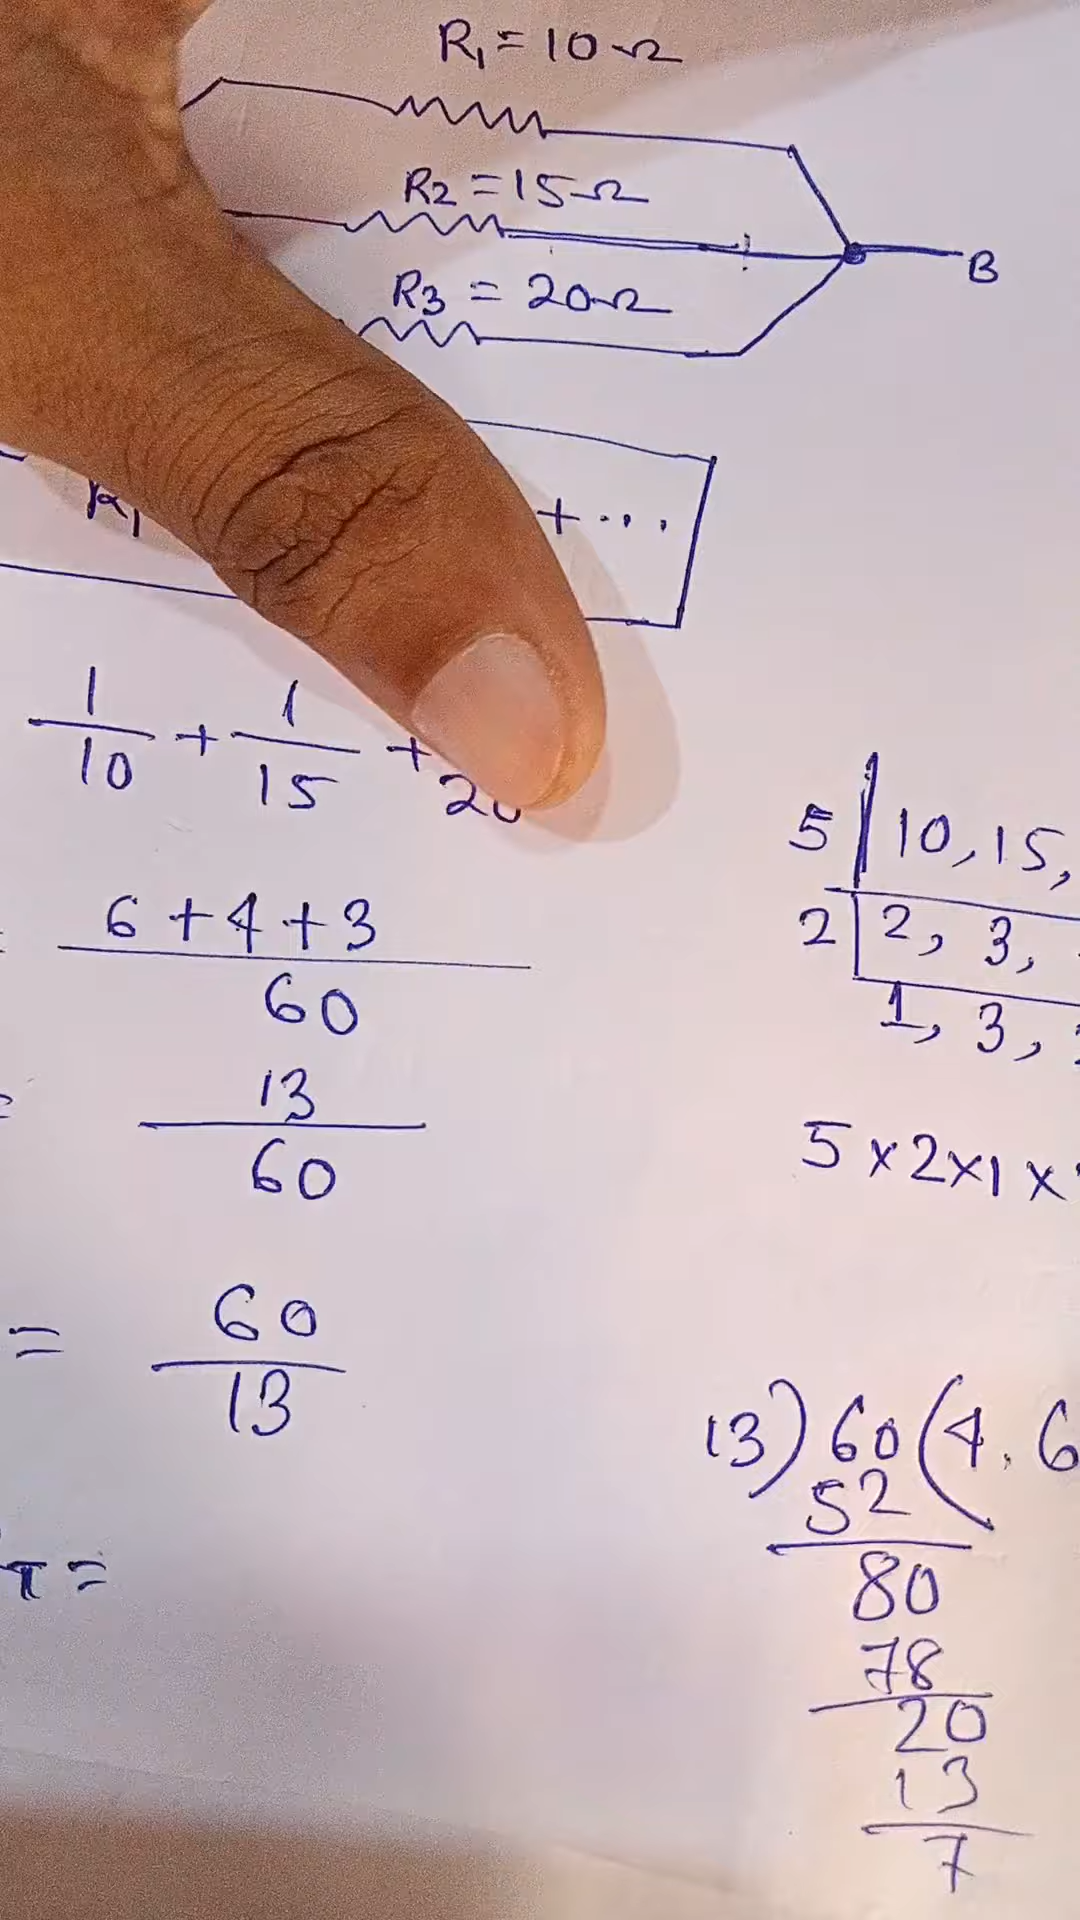 R₁ = 10Ω
R2 = 15Ω
B
R3 = 20Ω
R₁ + ...
1/10 + 1/15 + 20
5 | 10, 15,
= 6+4+3/60
2 | 2, 3,
1, 3,
= 13/60
5 × 2 × 1 ×
= 60/13
13) 60 (4.6
52
80
T =
78
20
13
7